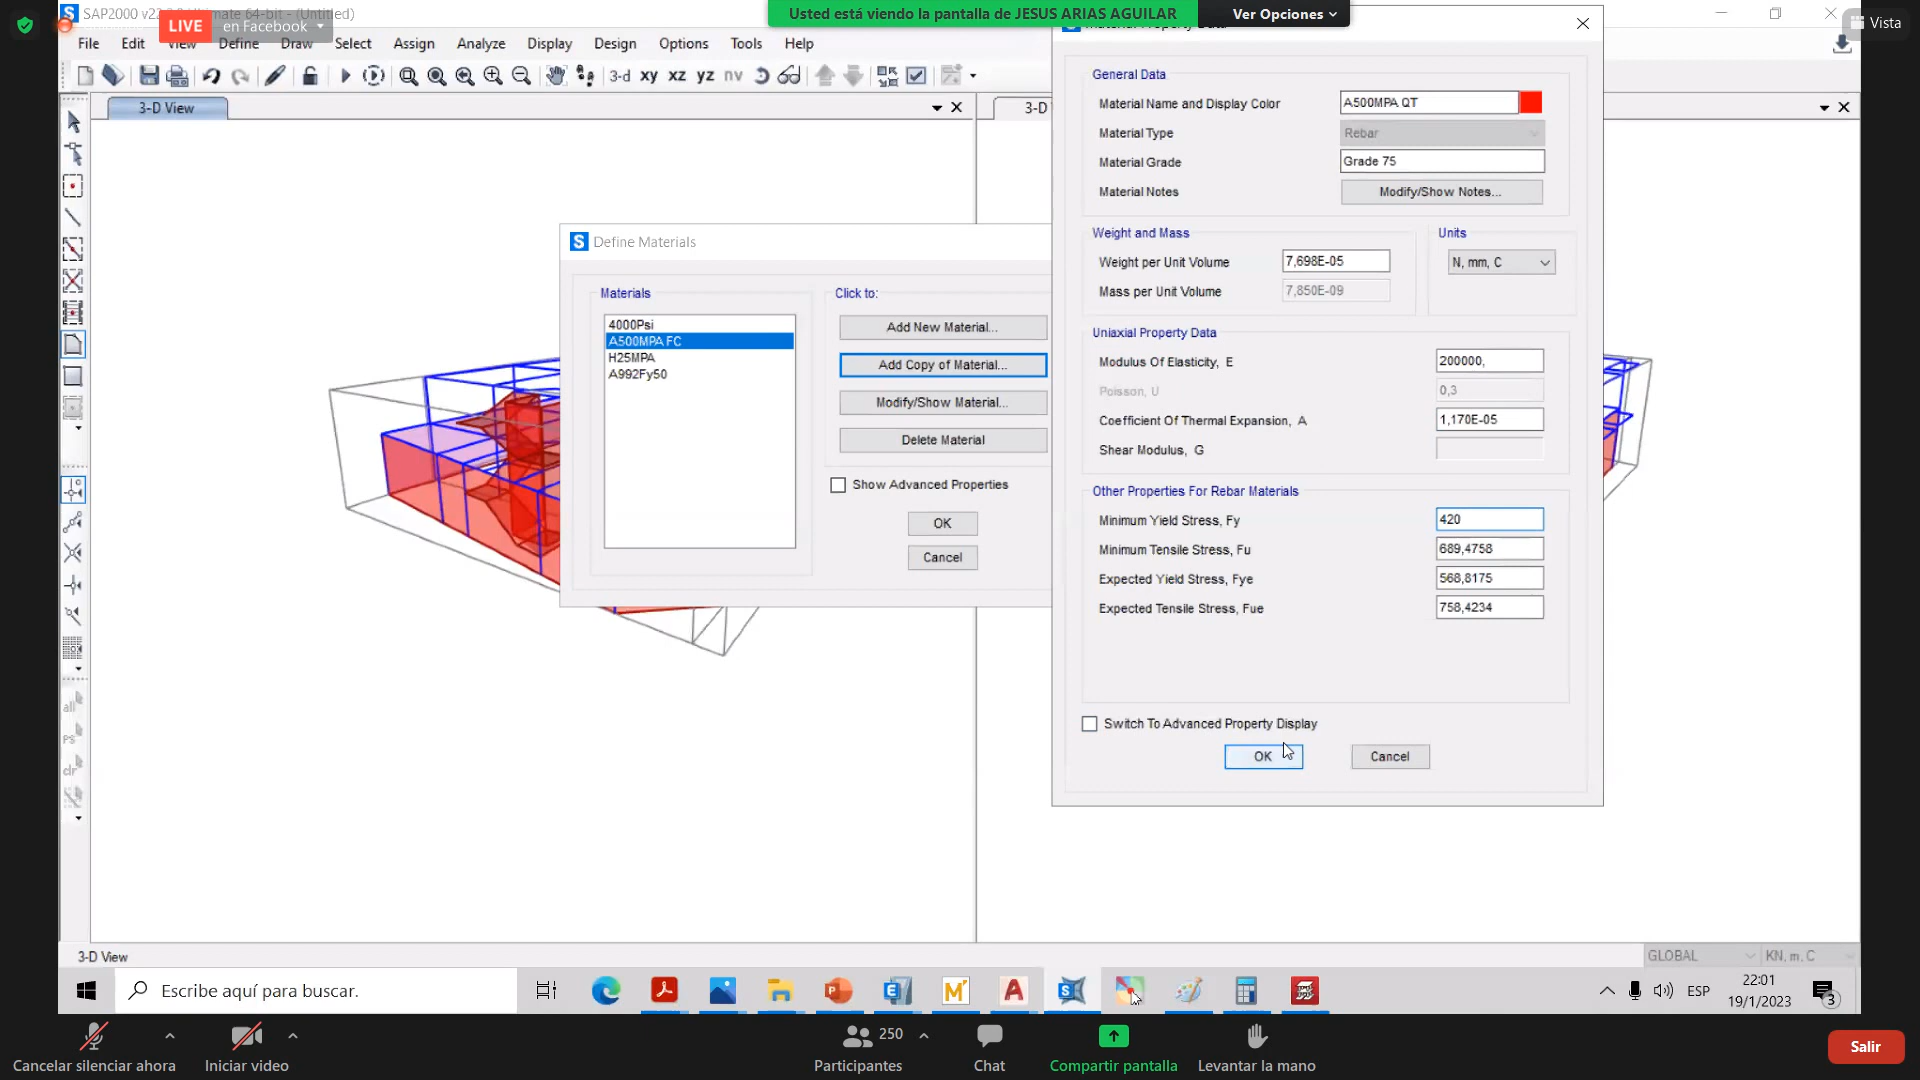 SAP2000 v22 Ultimate 64-bit - (Untitled)
LIVE en Facebook
Usted está viendo la pantalla de JESUS ARIAS AGUILAR
Ver Opciones
Vista
File Edit View Define Draw Select Assign Analyze Display Design Options Tools Help
3-d xy xz yz nv
3-D View
3-D
Define Materials
Materials
4000Psi
A500MPA FC
H25MPA
A992Fy50
Click to:
Add New Material...
Add Copy of Material...
Modify/Show Material...
Delete Material
Show Advanced Properties
OK
Cancel
General Data
Material Name and Display Color A500MPA QT
Material Type Rebar
Material Grade Grade 75
Material Notes Modify/Show Notes...
Weight and Mass
Weight per Unit Volume 7,698E-05
Mass per Unit Volume 7,850E-09
Units
N, mm, C
Uniaxial Property Data
Modulus Of Elasticity, E 200000,
Poisson, U 0,3
Coefficient Of Thermal Expansion, A 1,170E-05
Shear Modulus, G
Other Properties For Rebar Materials
Minimum Yield Stress, Fy 420
Minimum Tensile Stress, Fu 689,4758
Expected Yield Stress, Fye 568,8175
Expected Tensile Stress, Fue 758,4234
Switch To Advanced Property Display
OK Cancel
all
ps
dr
3-D View
GLOBAL KN, m, C
Escribe aquí para buscar.
ESP
22:01
19/1/2023
3
Cancelar silenciar ahora
Iniciar video
250
Participantes
Chat
Compartir pantalla
Levantar la mano
Salir